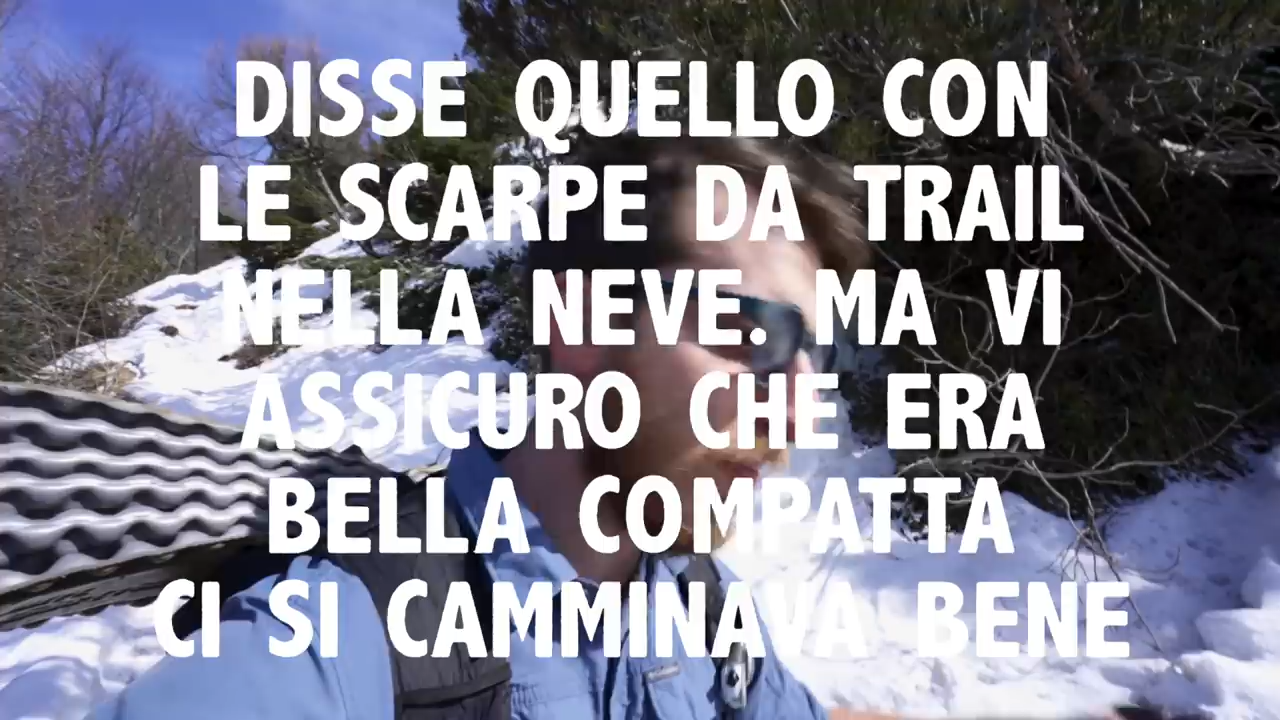 DISSE QUELLO CON
LE SCARPE DA TRAIL
NELLA NEVE. MA VI
ASSICURO CHE ERA
BELLA COMPATTA
CI SI CAMMINAVA BENE